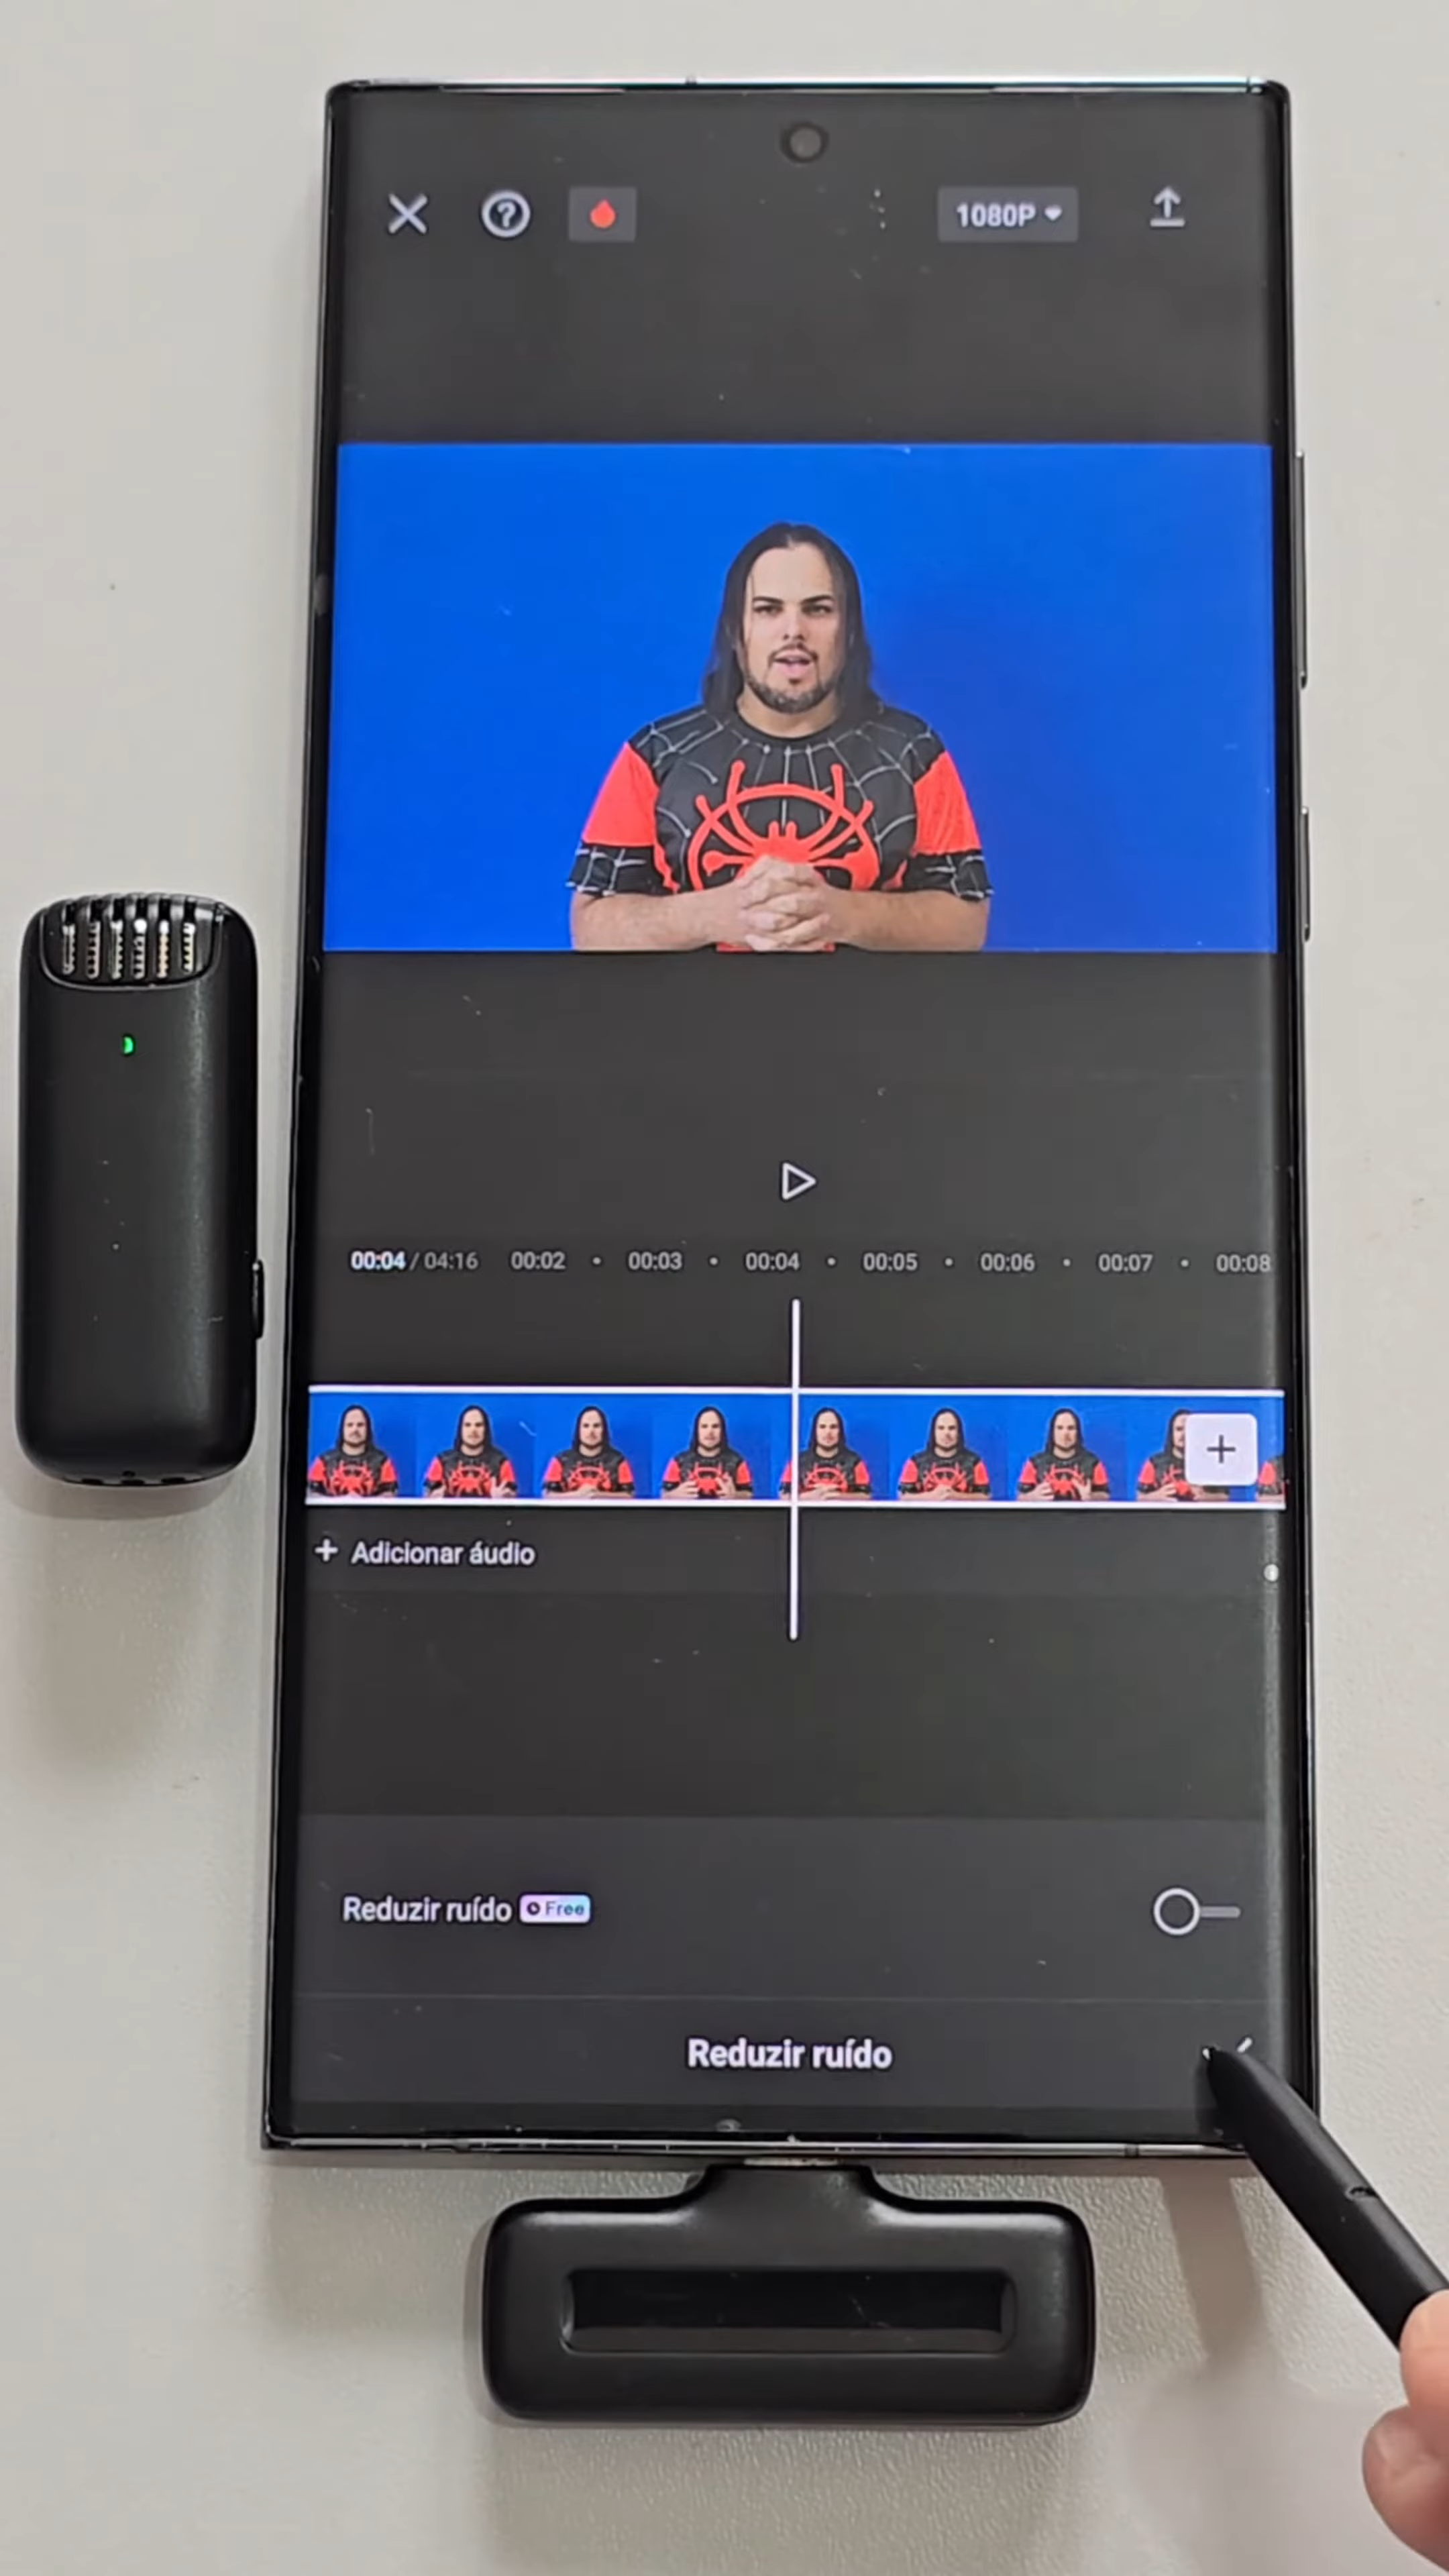 1080P
00:04 / 04:16 00:02 00:03 00:04 00:05 00:06 00:07 00:08
+ Adicionar áudio
Reduzir ruído Free
Reduzir ruído